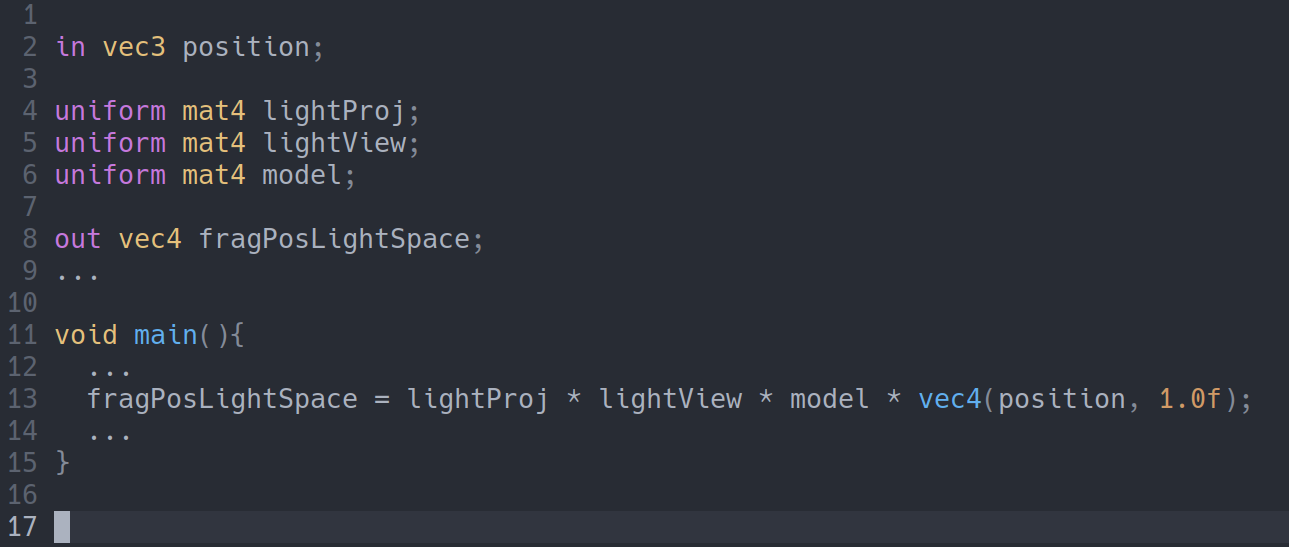 1
2 in vec3 position;
3
4 uniform mat4 lightProj;
5 uniform mat4 lightView;
6 uniform mat4 model;
7
8 out vec4 fragPosLightSpace;
9 ...
10
11 void main(){
12   ...
13   fragPosLightSpace = lightProj * lightView * model * vec4(position, 1.0f);
14   ...
15 }
16
17